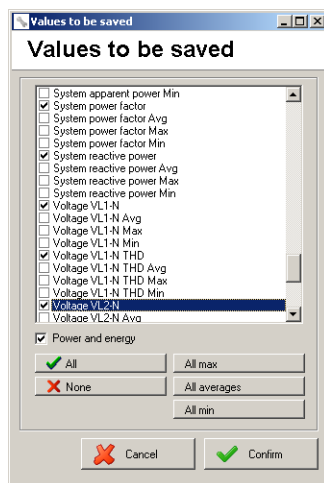 Values to be saved
Values to be saved
System apparent power Min
System power factor
System power factor Avg
System power factor Max
System power factor Min
System reactive power
System reactive power Avg
System reactive power Max
System reactive power Min
Voltage VL1-N
Voltage VL1-N Avg
Voltage VL1-N Max
Voltage VL1-N Min
Voltage VL1-N THD
Voltage VL1-N THD Avg
Voltage VL1-N THD Max
Voltage VL1-N THD Min
Voltage VL2-N
Voltage VL2-N Avg
Power and energy
All
All max
None
All averages
All min
Cancel
Confirm